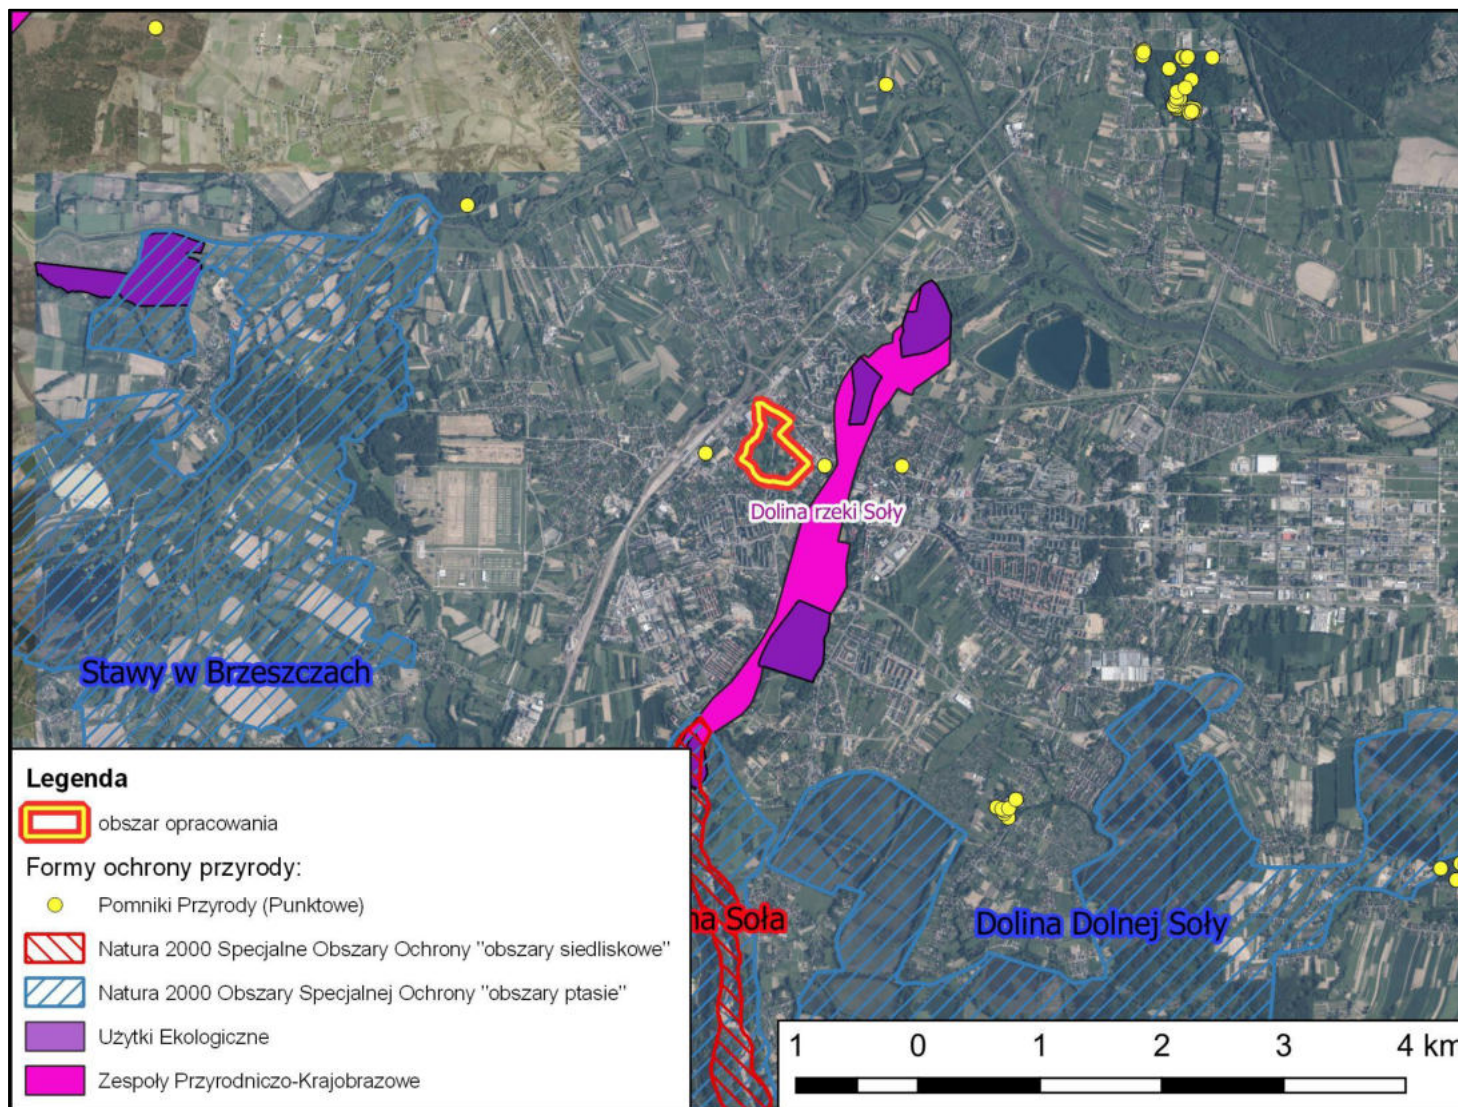 Dolina rzeki Soły
Stawy w Brzeszczach
na Soła
Dolina Dolnej Soły
Legenda
obszar opracowania
Formy ochrony przyrody:
Pomniki Przyrody (Punktowe)
Natura 2000 Specjalne Obszary Ochrony "obszary siedliskowe"
Natura 2000 Obszary Specjalnej Ochrony "obszary ptasie"
Użytki Ekologiczne
Zespoły Przyrodniczo-Krajobrazowe
1 0 1 2 3 4 km